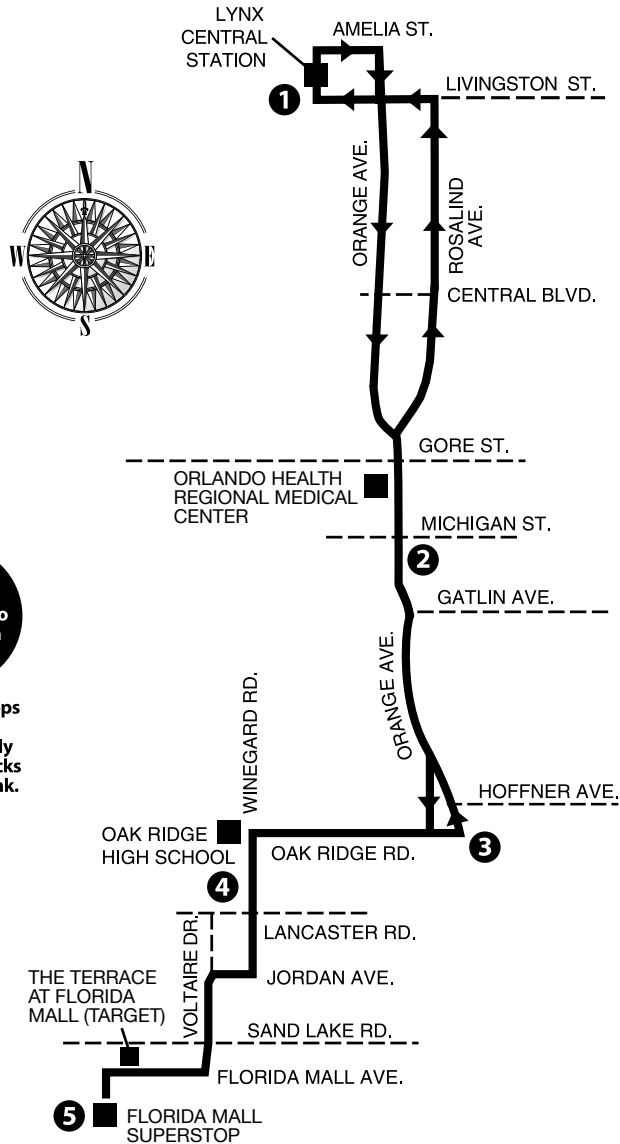 LYNX
CENTRAL
STATION
AMELIA ST.
1
LIVINGSTON ST.
ORANGE AVE.
ROSALIND
AVE.
N
W
E
S
CENTRAL BLVD.
GORE ST.
ORLANDO HEALTH
REGIONAL MEDICAL
CENTER
MICHIGAN ST.
2
GATLIN AVE.
ORANGE AVE.
WINEGARD RD.
HOFFNER AVE.
OAK RIDGE
HIGH SCHOOL
OAK RIDGE RD.
3
4
LANCASTER RD.
VOLTAIRE DR.
JORDAN AVE.
THE TERRACE
AT FLORIDA
MALL (TARGET)
SAND LAKE RD.
FLORIDA MALL AVE.
5
FLORIDA MALL
SUPERSTOP